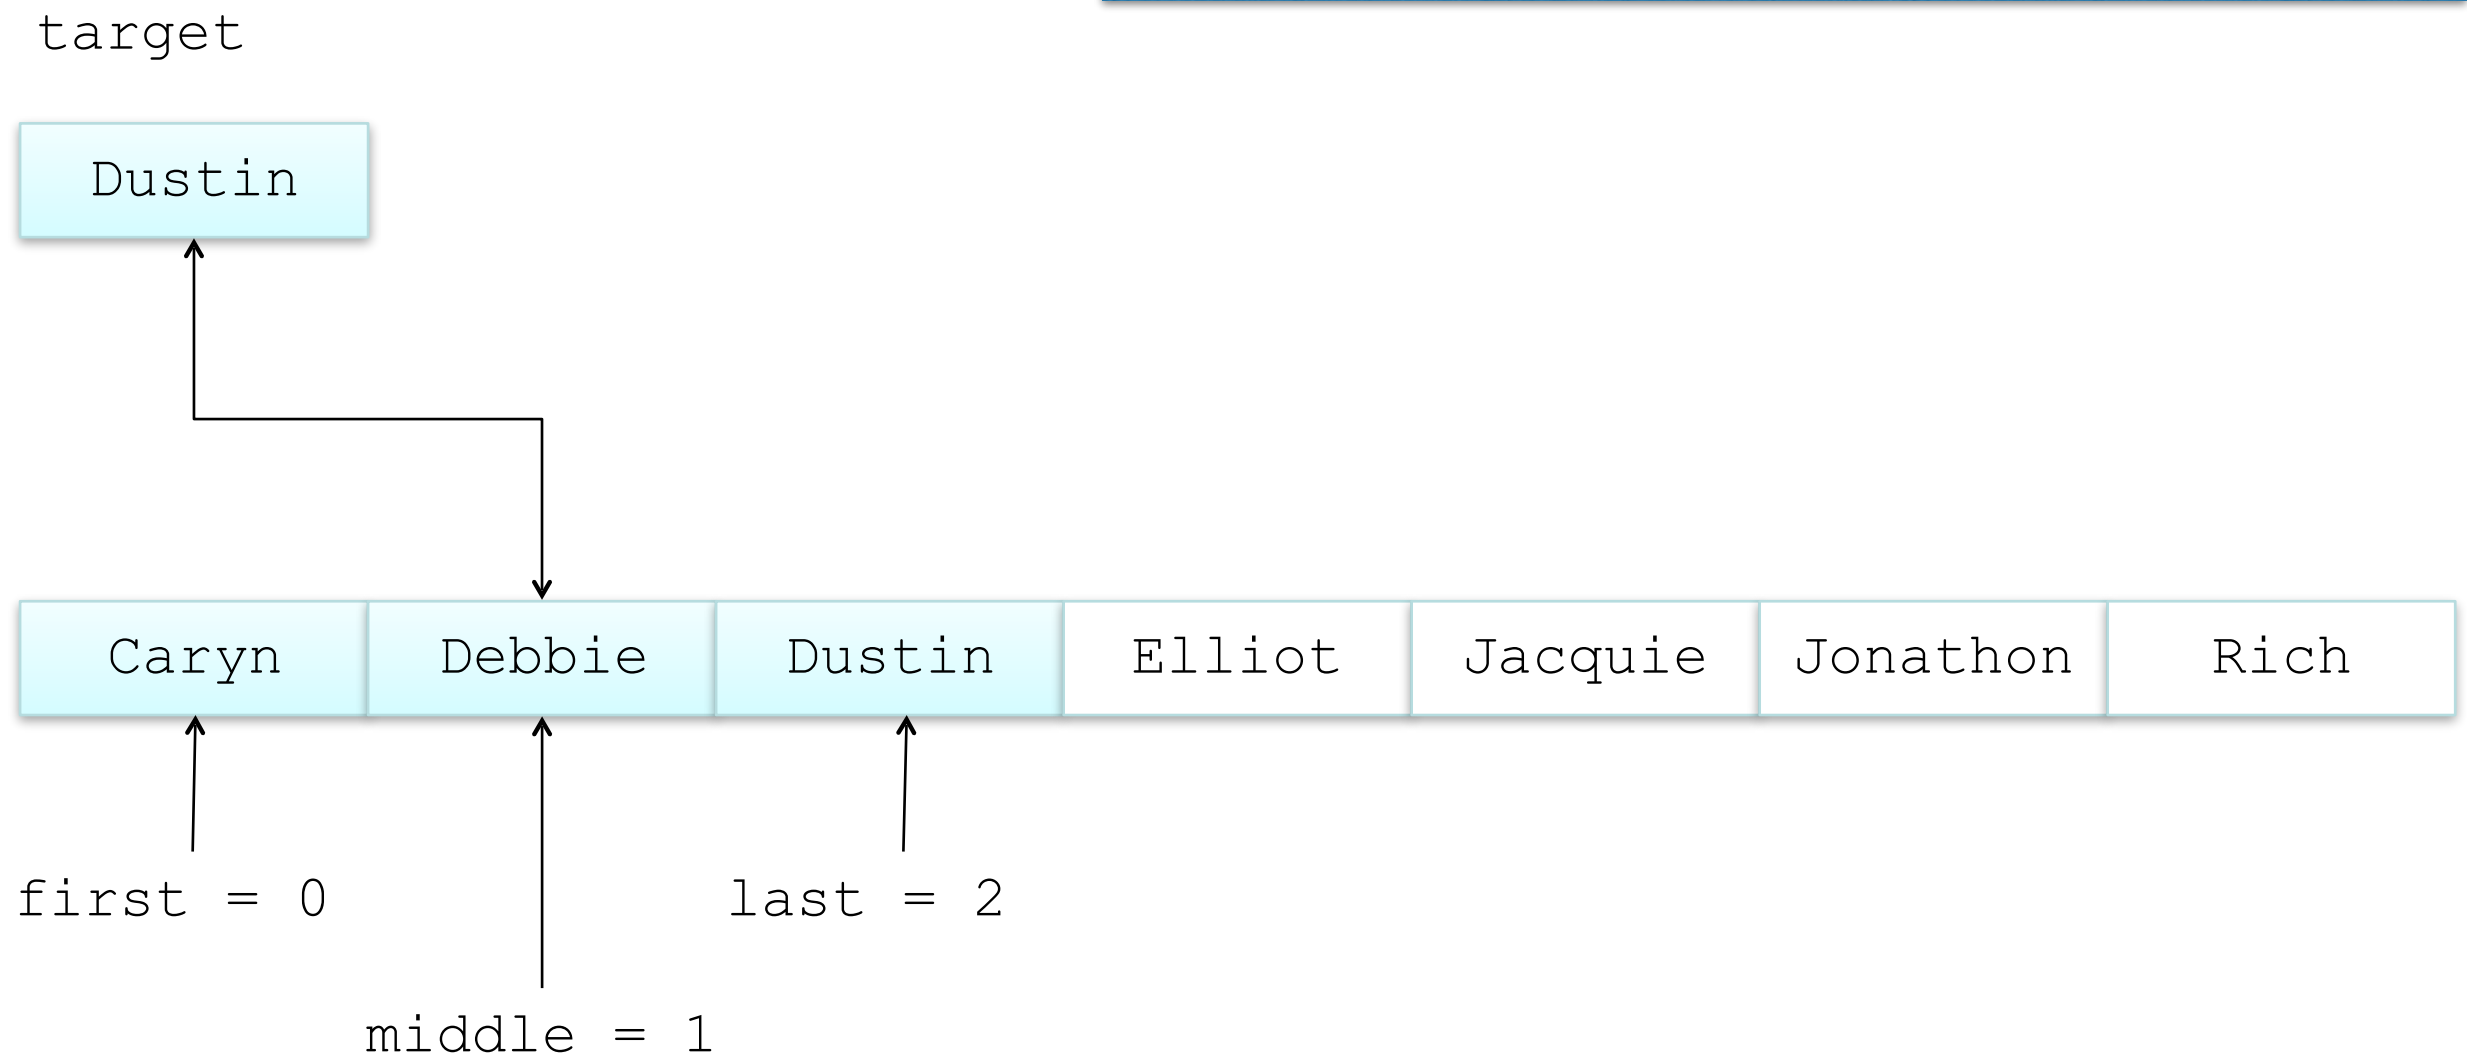 target
Dustin
Caryn Debbie Dustin Elliot Jacquie Jonathon Rich
first = 0 last = 2
middle = 1